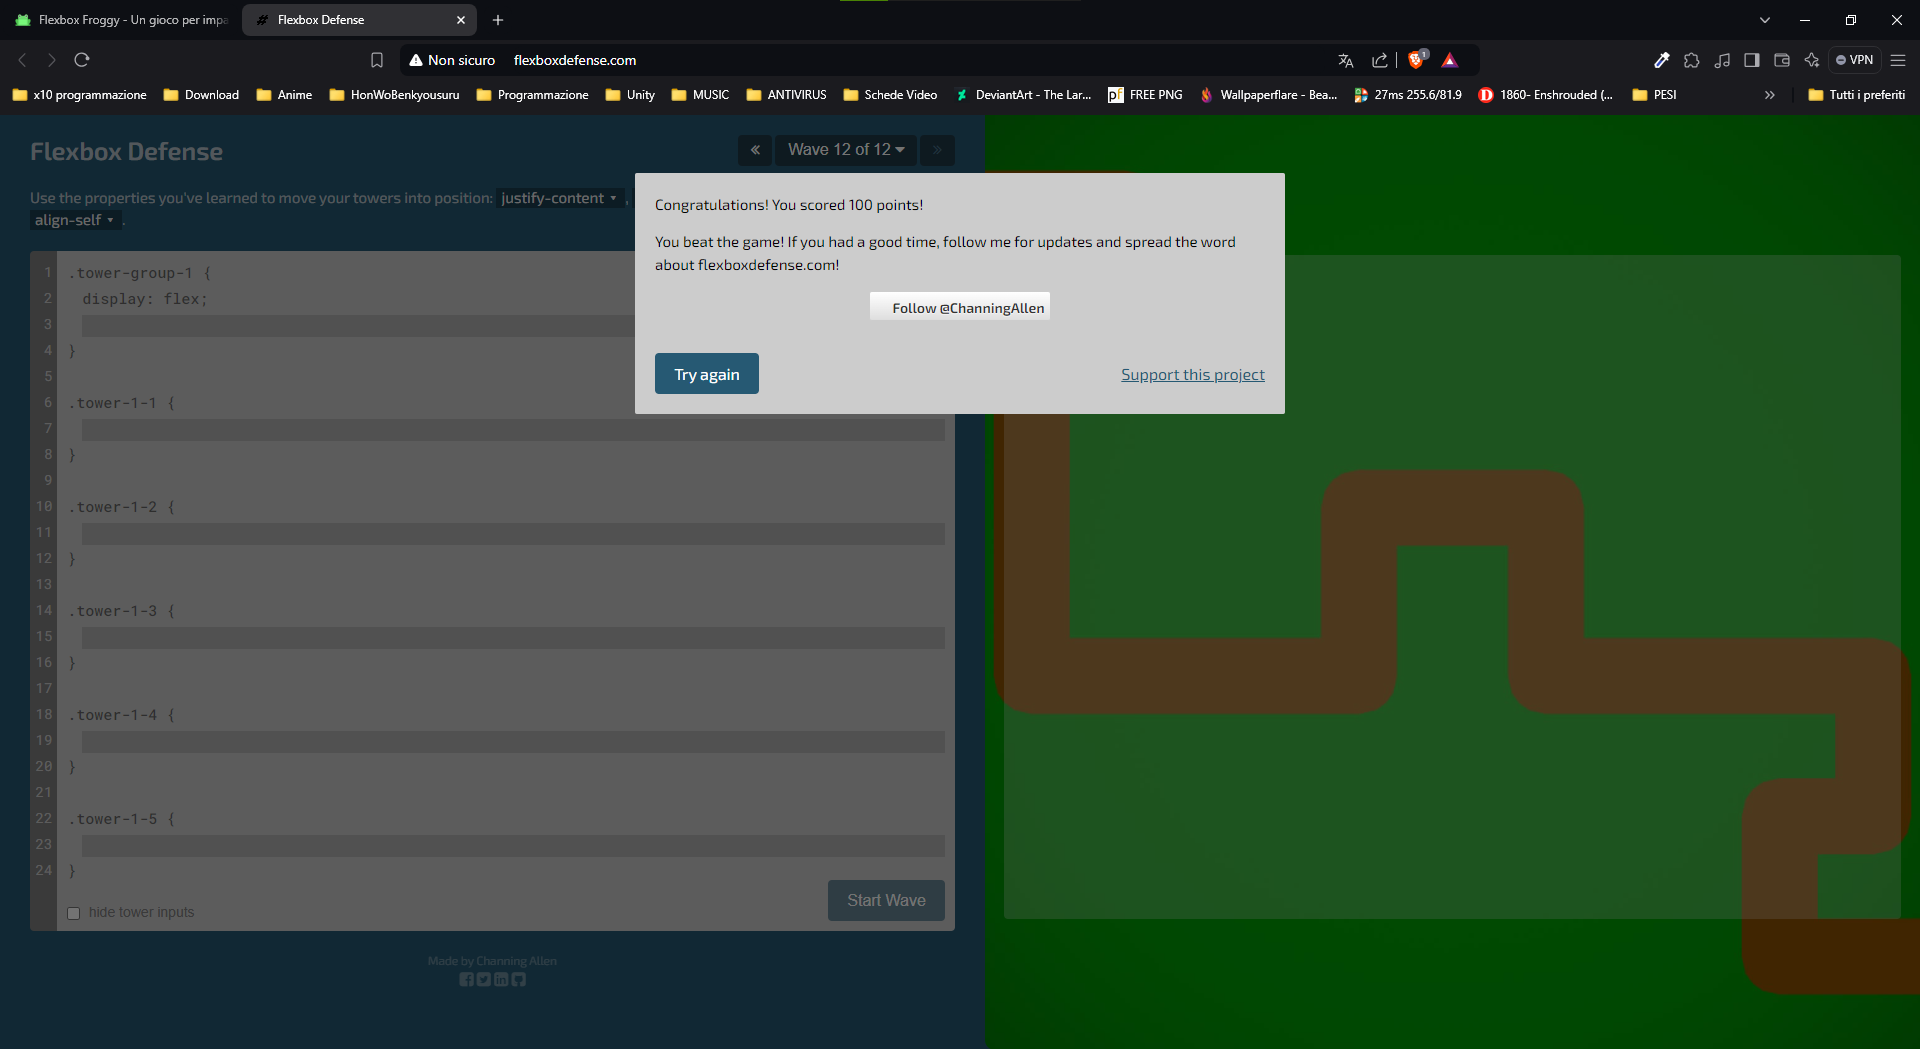 Flexbox Froggy - Un gioco per impa
# Flexbox Defense
Non sicuro flexboxdefense.com
1
VPN
x10 programmazione Download Anime HonWoBenkyousuru Programmazione Unity MUSIC ANTIVIRUS Schede Video DeviantArt - The Lar... pf FREE PNG Wallpaperflare - Bea... 27ms 255.6/81.9 1860- Enshrouded (... PESI » Tutti i preferiti
Flexbox Defense
« Wave 12 of 12 »
Use the properties you've learned to move your towers into position: justify-content ,
align-self .
Congratulations! You scored 100 points!
You beat the game! If you had a good time, follow me for updates and spread the word
about flexboxdefense.com!
Follow @ChanningAllen
Try again
Support this project
1 .tower-group-1 {
2 display: flex;
3
4 }
5
6 .tower-1-1 {
7
8 }
9
10 .tower-1-2 {
11
12 }
13
14 .tower-1-3 {
15
16 }
17
18 .tower-1-4 {
19
20 }
21
22 .tower-1-5 {
23
24 }
hide tower inputs
Start Wave
Made by Channing Allen